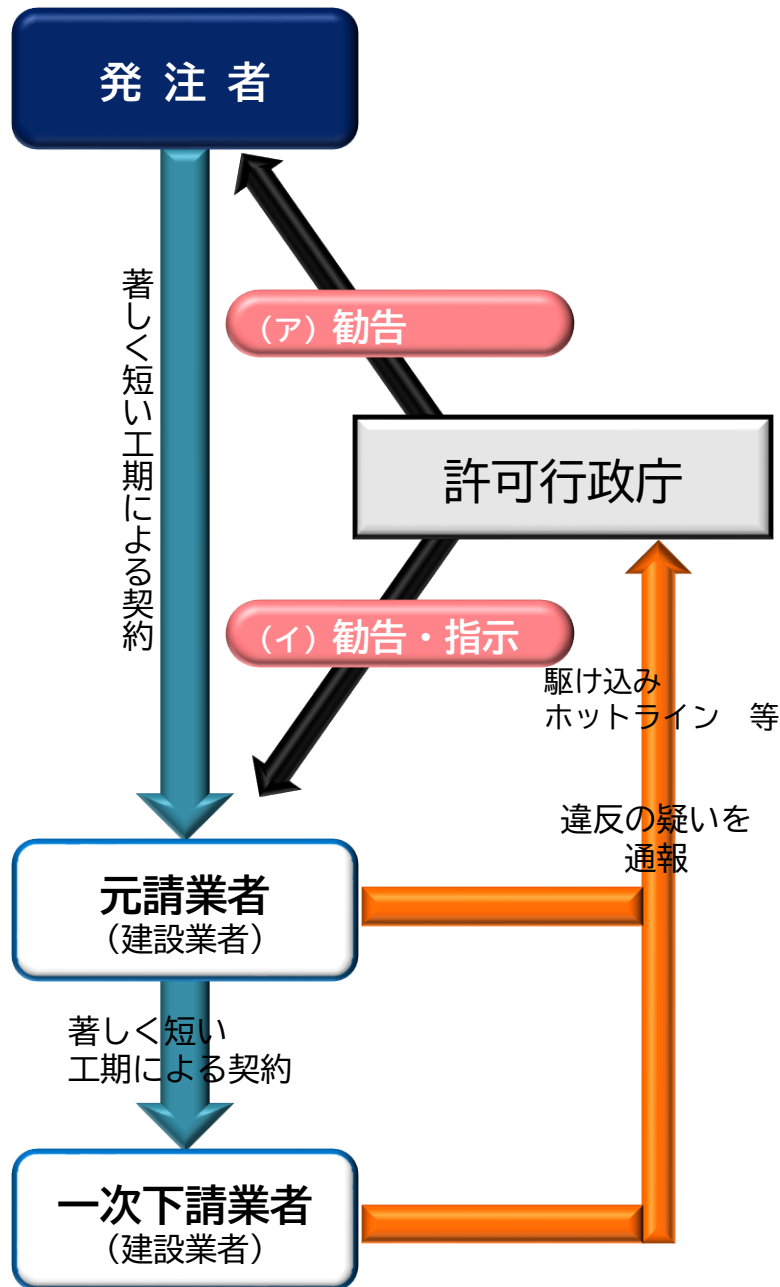 発 注 者
著しく短い工期による契約
（ア）勧告
許可行政庁
（イ）勧告・指示
駆け込み
ホットライン　等
違反の疑いを
通報
元請業者
（建設業者）
著しく短い
工期による契約
一次下請業者
（建設業者）